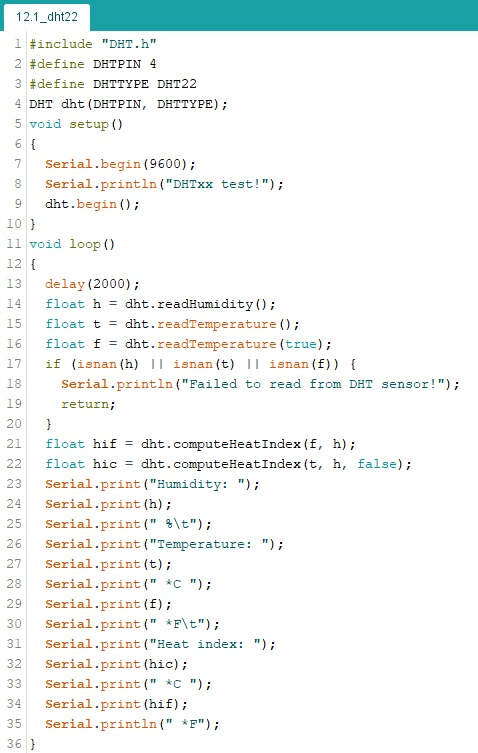 12.1_dht22
1 #include "DHT.h"
2 #define DHTPIN 4
3 #define DHTTYPE DHT22
4 DHT dht(DHTPIN, DHTTYPE);
5 void setup()
6 {
7   Serial.begin(9600);
8   Serial.println("DHTxx test!");
9   dht.begin();
10 }
11 void loop()
12 {
13   delay(2000);
14   float h = dht.readHumidity();
15   float t = dht.readTemperature();
16   float f = dht.readTemperature(true);
17   if (isnan(h) || isnan(t) || isnan(f)) {
18     Serial.println("Failed to read from DHT sensor!");
19     return;
20   }
21   float hif = dht.computeHeatIndex(f, h);
22   float hic = dht.computeHeatIndex(t, h, false);
23   Serial.print("Humidity: ");
24   Serial.print(h);
25   Serial.print(" %\t");
26   Serial.print("Temperature: ");
27   Serial.print(t);
28   Serial.print(" *C ");
29   Serial.print(f);
30   Serial.print(" *F\t");
31   Serial.print("Heat index: ");
32   Serial.print(hic);
33   Serial.print(" *C ");
34   Serial.print(hif);
35   Serial.println(" *F");
36 }